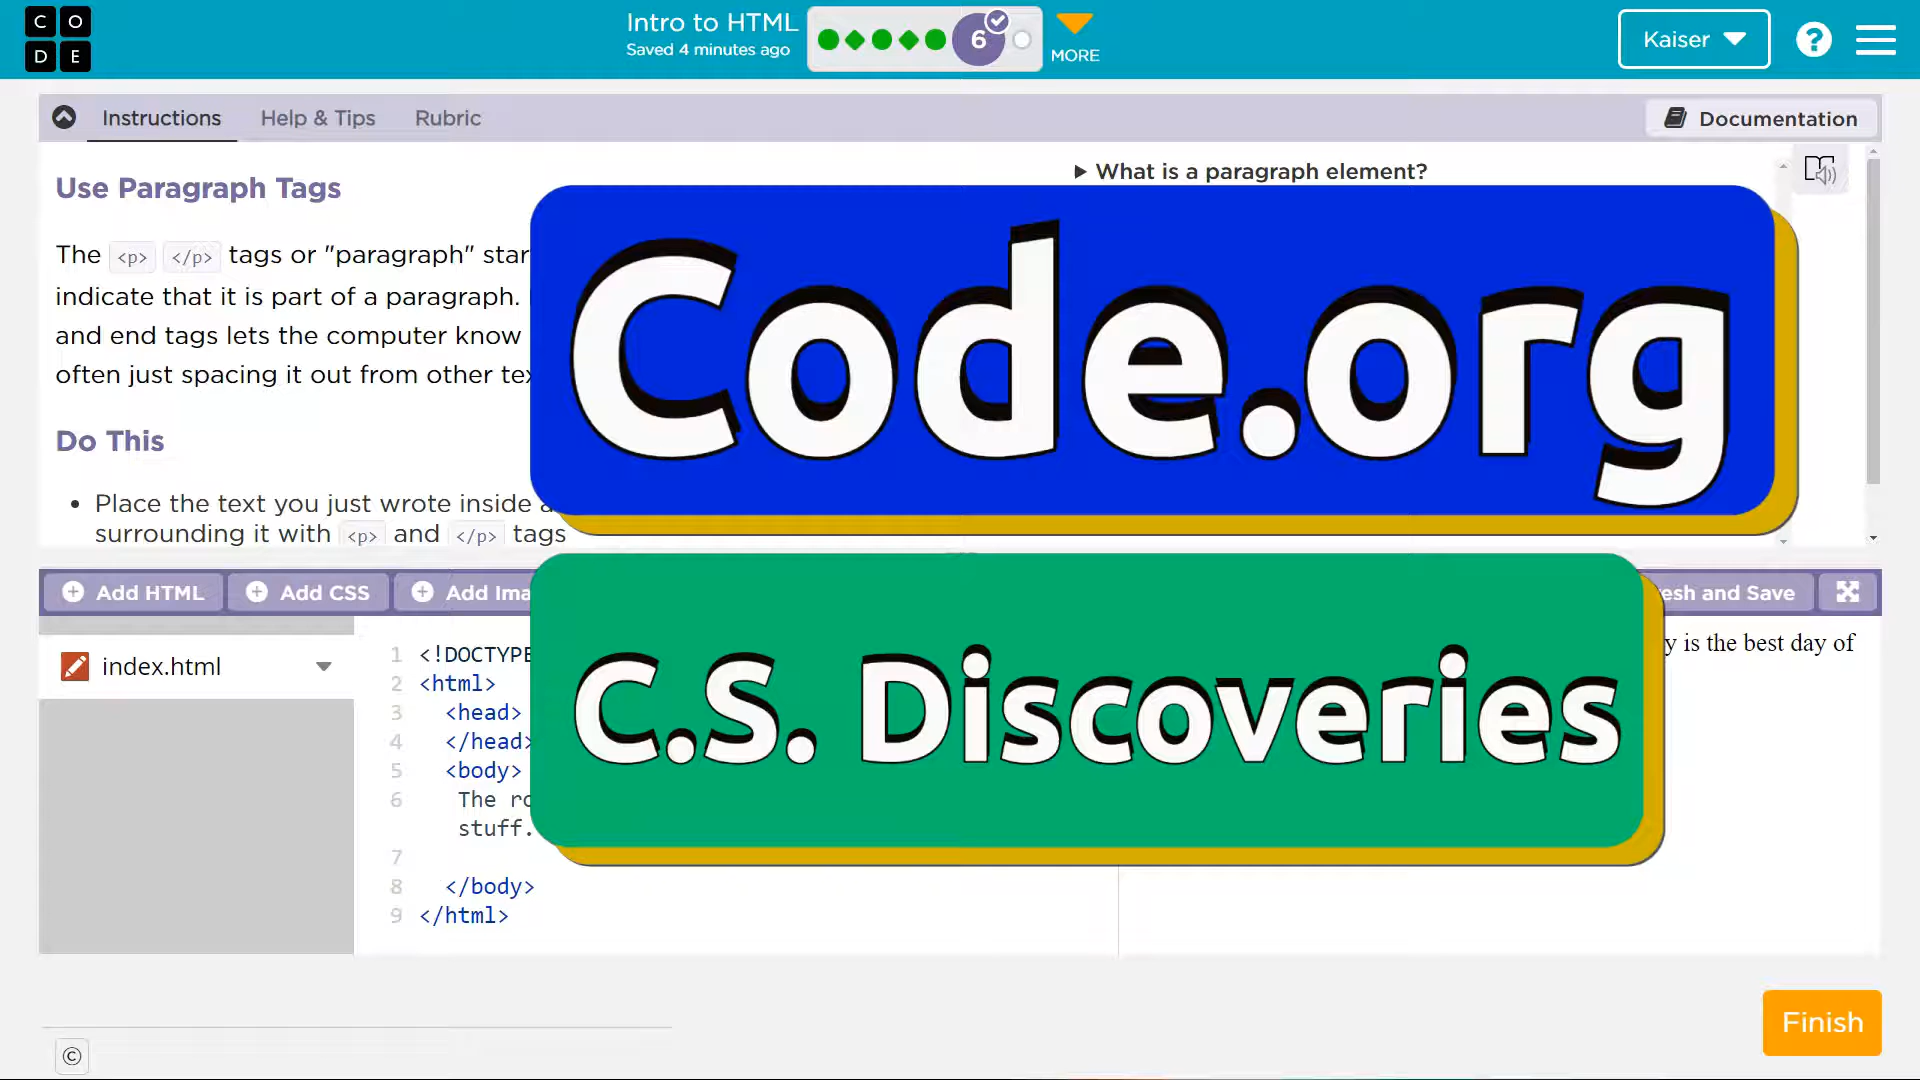 C O
D E
Intro to HTML
Saved 4 minutes ago
6
MORE
Kaiser
?
Instructions
Help & Tips
Rubric
Documentation
Use Paragraph Tags
What is a paragraph element?
The <p> </p> tags or "paragraph"
indicate that it is part of a paragraph.
and end tags lets the computer know
often just spacing it out from other
Do This
• Place the text you just wrote inside
surrounding it with <p> and </p> tags
Code.org
C.S. Discoveries
Add HTML
Add CSS
Add
and Save
index.html
1 <!DOCTYPE
2 <html>
3 <head>
4 </head>
5 <body>
6 The
stuff.
7
8 </body>
9 </html>
is the best day of
Finish
©